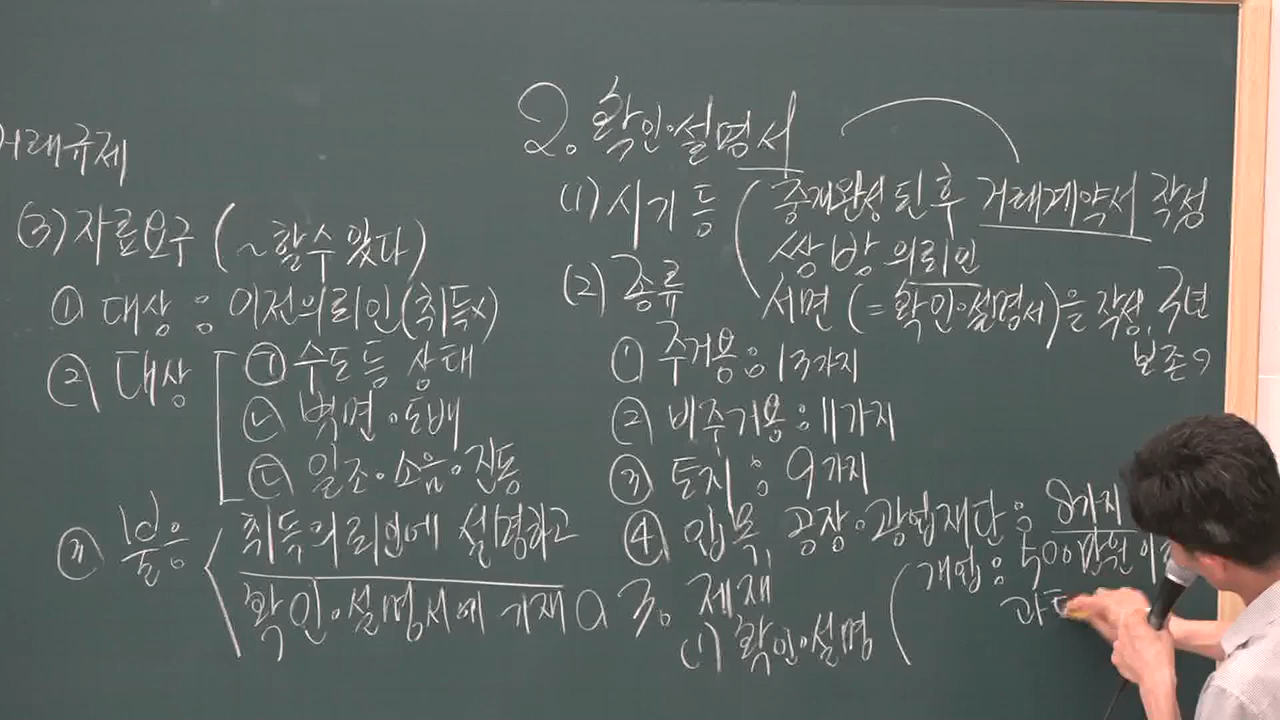 거래규제
(3) 자료요구 (~할 수 있다)
① 대상 : 이전의뢰인 (취득x)
② 대상
㉠ 수도 등 상태
㉡ 벽면·도배
㉢ 일조·소음·진동
③ 불응
취득의뢰인에 설명하고
확인·설명서에 기재
2. 확인·설명서
(1) 시기 등
중개완성 된 후 거래계약서 작성
쌍방 의뢰인
서면 (=확인·설명서)을 작성, 3년
보존
(2) 종류
① 주거용 : 13가지
② 비주거용 : 11가지
③ 토지 : 9가지
④ 입목, 공장·광업재단 : 8가지
3. 제재
(1) 확인·설명
개업 : 500만원 이
과